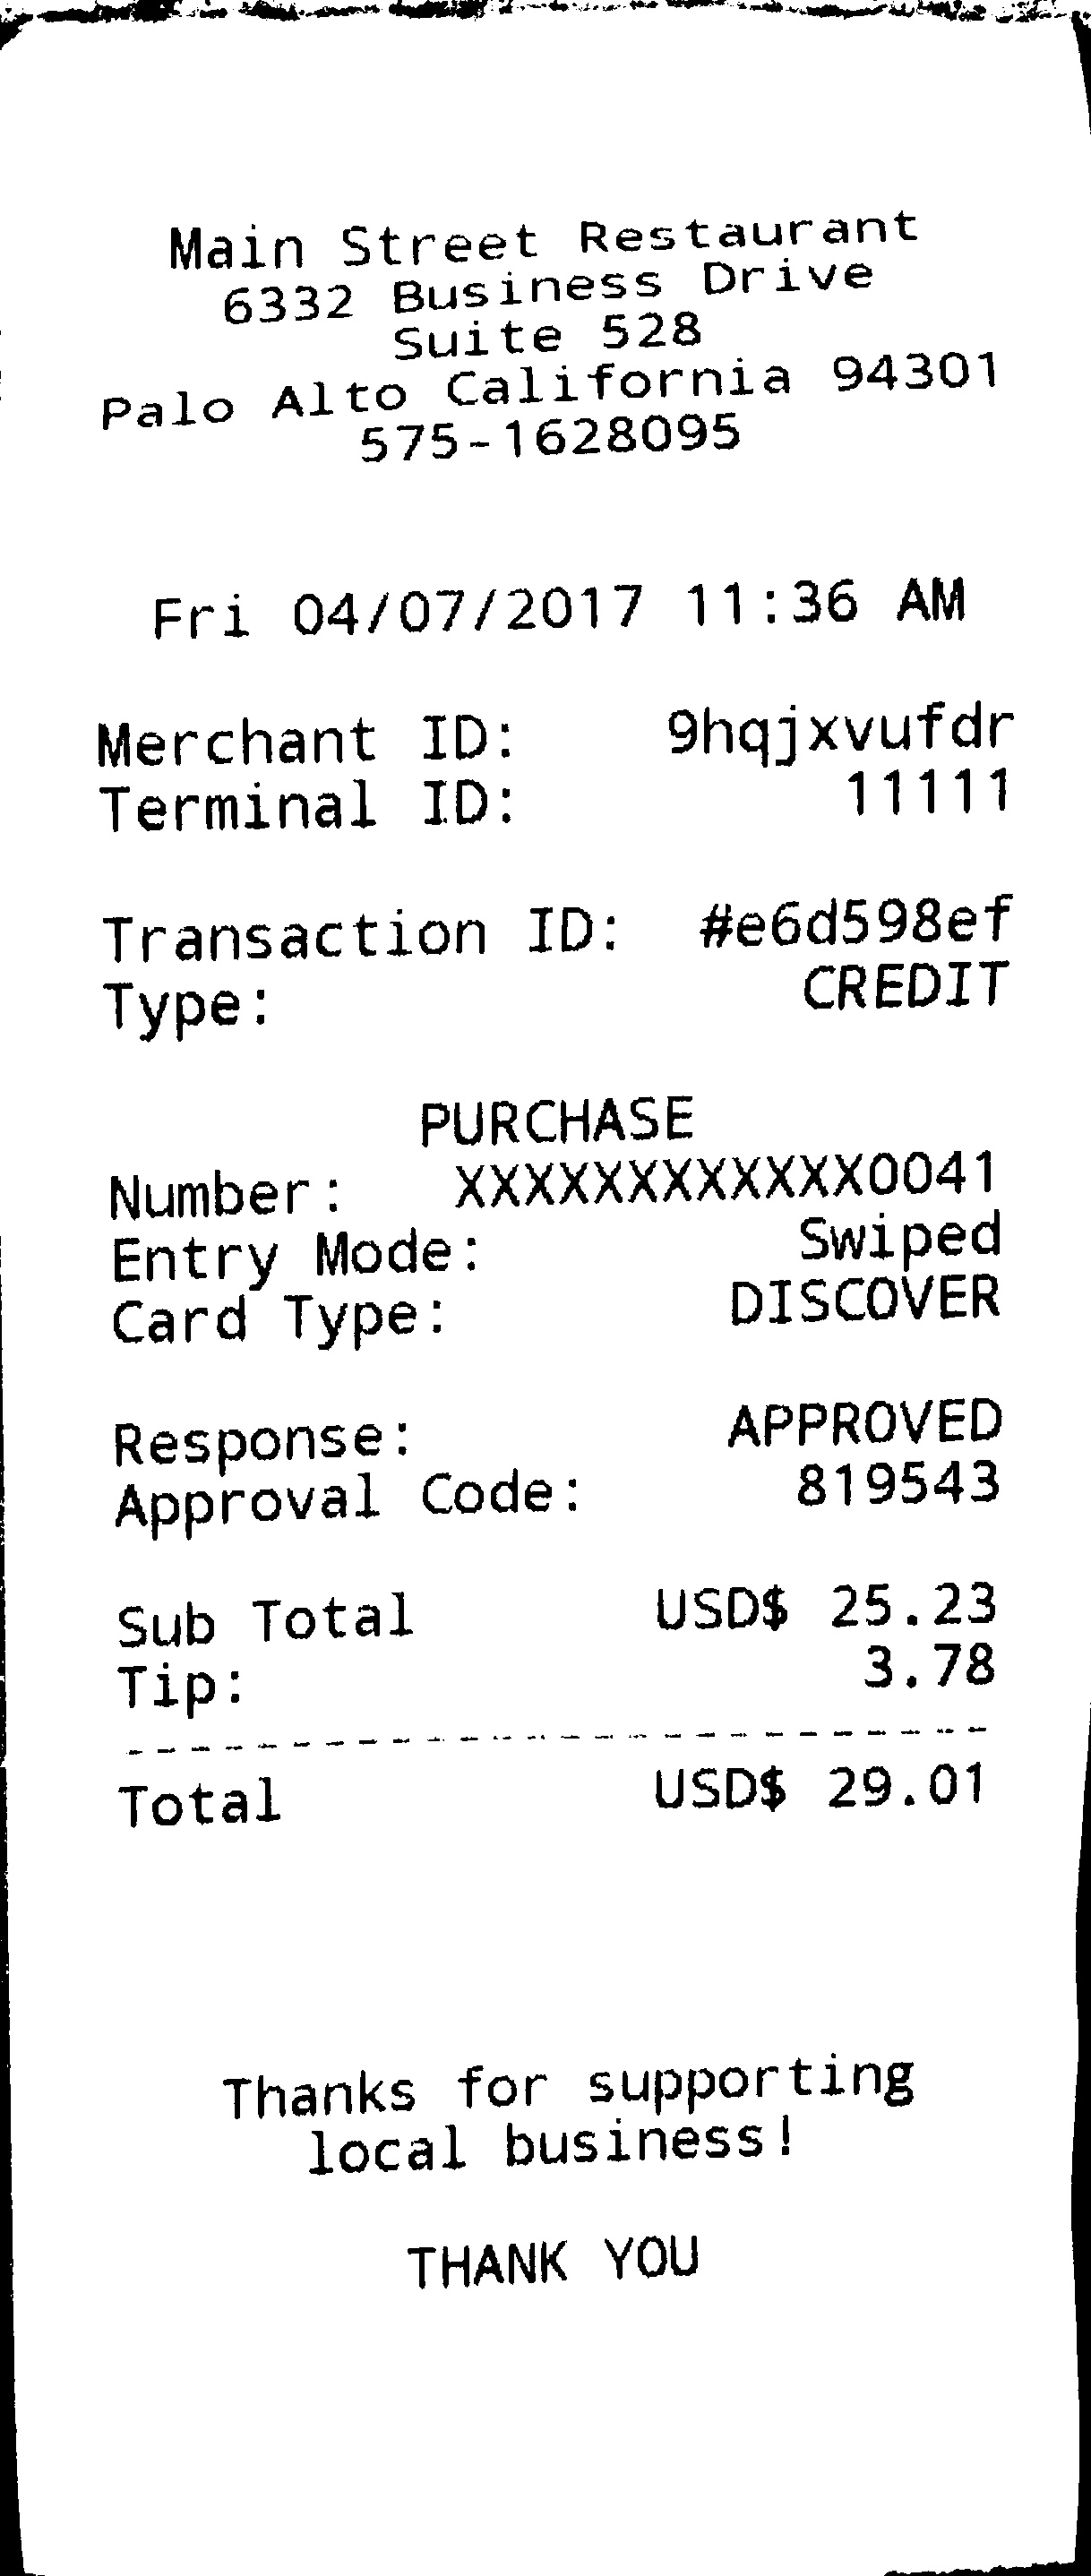 Main Street Restaurant
6332 Business Drive
Suite 528
Palo Alto California 94301
575-1628095
Fri 04/07/2017 11:36 AM
Merchant ID: 9hqjxvufdr
Terminal ID: 11111
Transaction ID: #e6d598ef
Type: CREDIT
PURCHASE
Number: XXXXXXXXXXXX0041
Entry Mode: Swiped
Card Type: DISCOVER
Response: APPROVED
Approval Code: 819543
Sub Total USD$ 25.23
Tip: 3.78
--------------------------
Total USD$ 29.01
Thanks for supporting
local business!
THANK YOU